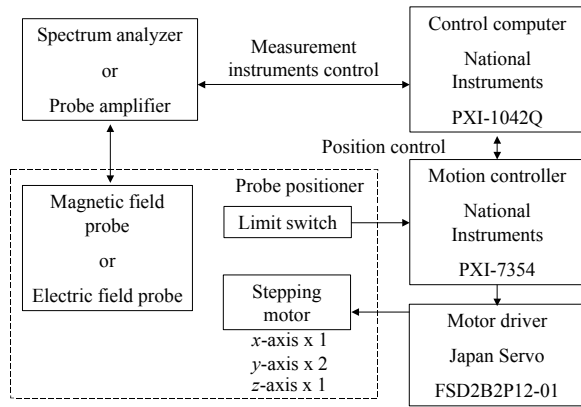 Spectrum analyzer
or
Probe amplifier
Measurement
instruments control
Control computer
National
Instruments
PXI-1042Q
Position control
Probe positioner
Magnetic field
probe
or
Electric field probe
Limit switch
Motion controller
National
Instruments
PXI-7354
Stepping
motor
x-axis x 1
y-axis x 2
z-axis x 1
Motor driver
Japan Servo
FSD2B2P12-01